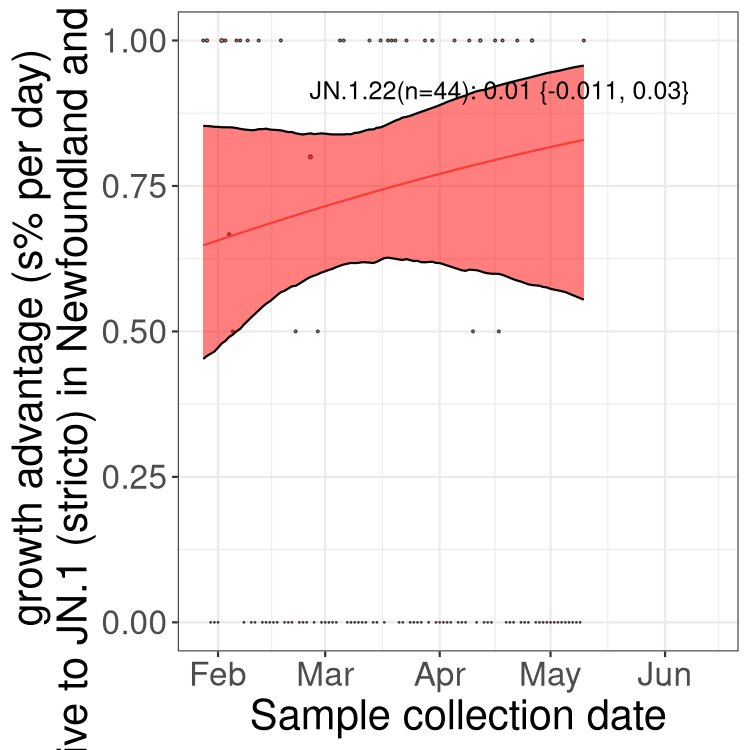 growth advantage (s% per day)
ive to JN.1 (stricto) in Newfoundland and
1.00
0.75
0.50
0.25
0.00
JN.1.22(n=44): 0.01 {-0.011, 0.03}
Feb Mar Apr May Jun
Sample collection date